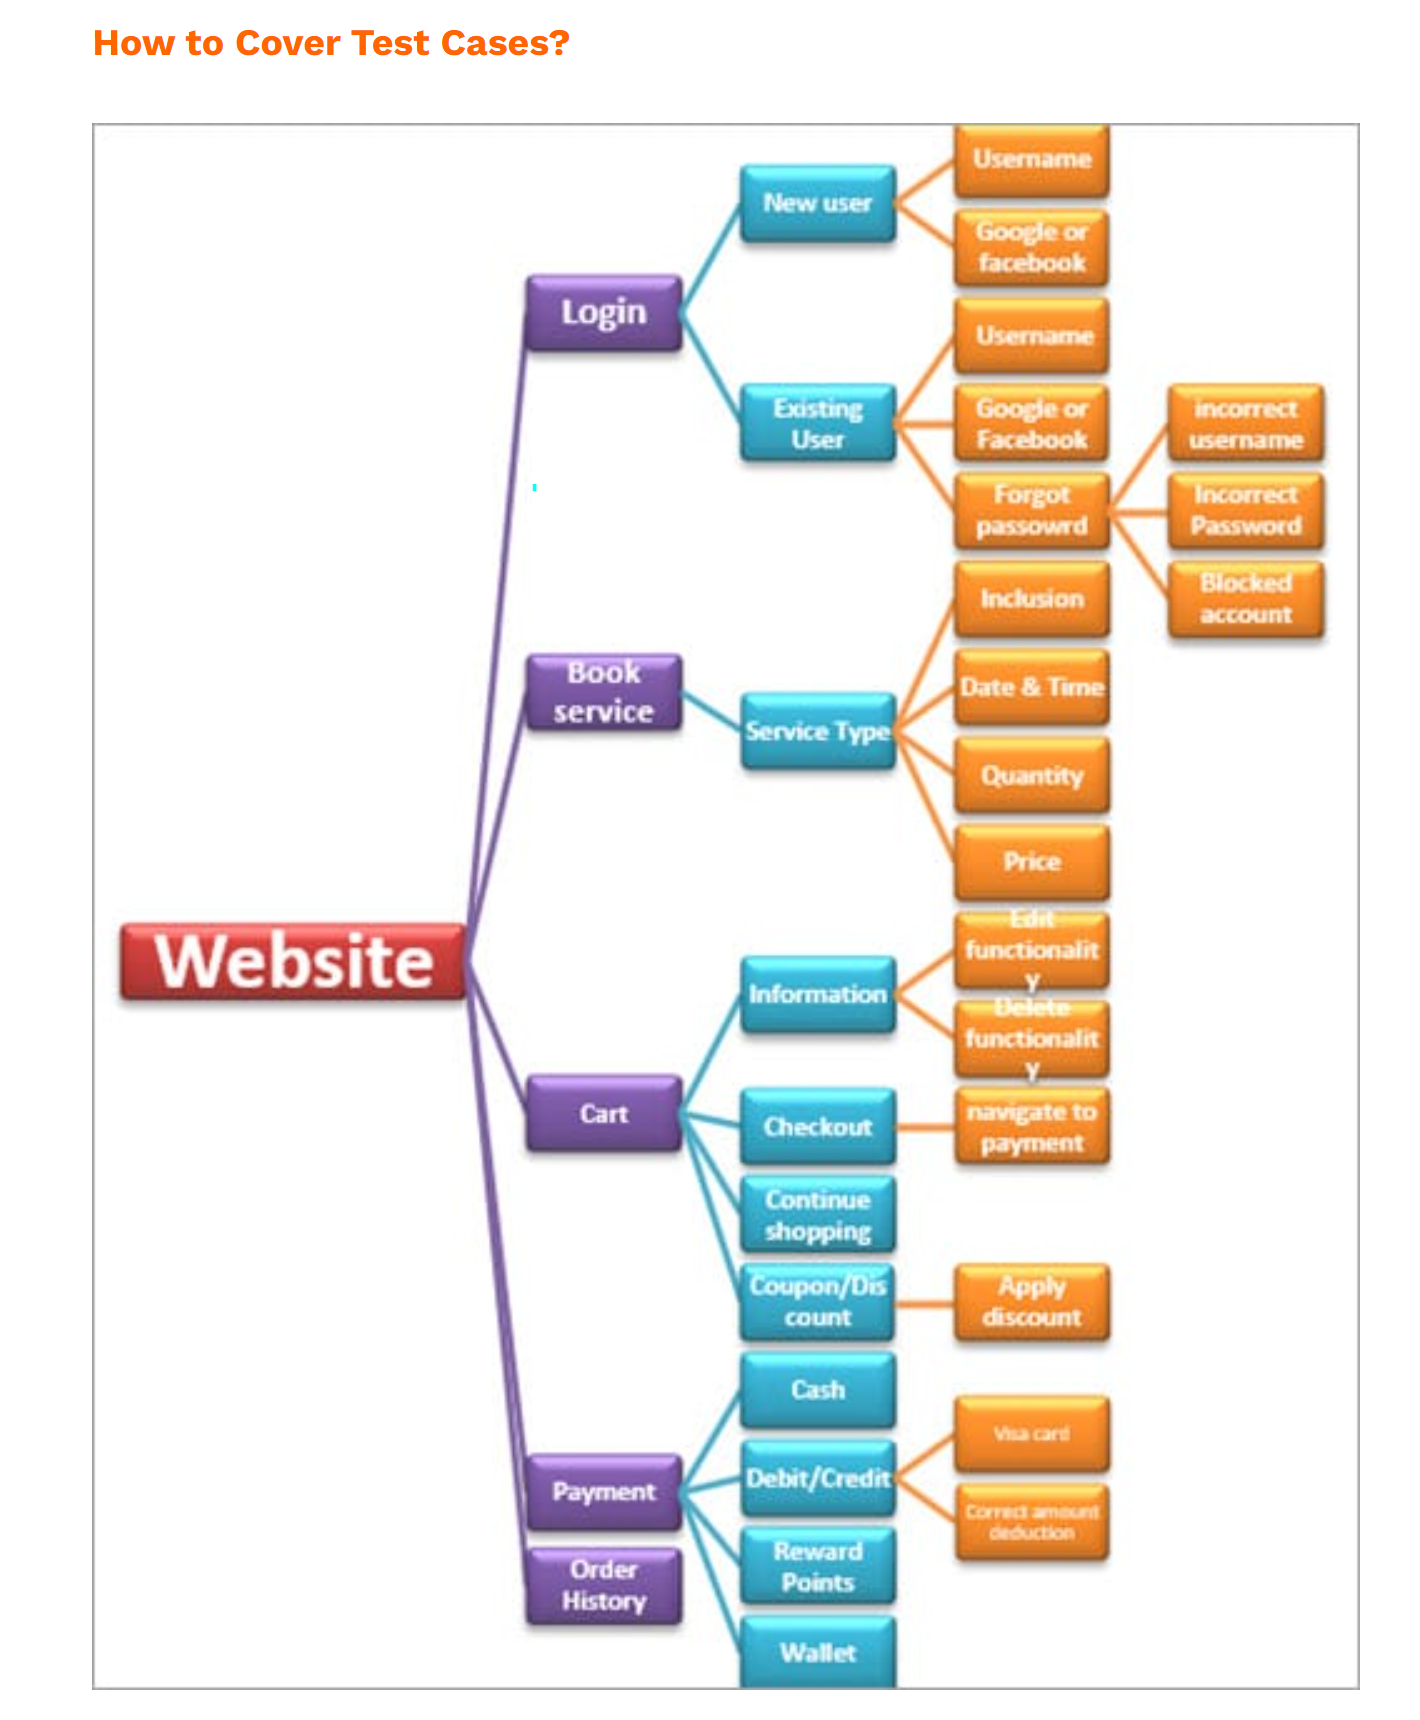 How to Cover Test Cases?
Username
New user
Google or
facebook
Login
Username
Existing
User
Google or
Facebook
incorrect
username
Forgot
passowrd
Incorrect
Password
Blocked
account
Inclusion
Book
service
Date & Time
Service Type
Quantity
Price
Website
Edit
functionalit
y
Information
Delete
functionalit
y
Cart
Checkout
navigate to
payment
Continue
shopping
Coupon/Dis
count
Apply
discount
Cash
Visa card
Payment
Debit/Credit
Correct amount
deduction
Order
History
Reward
Points
Wallet